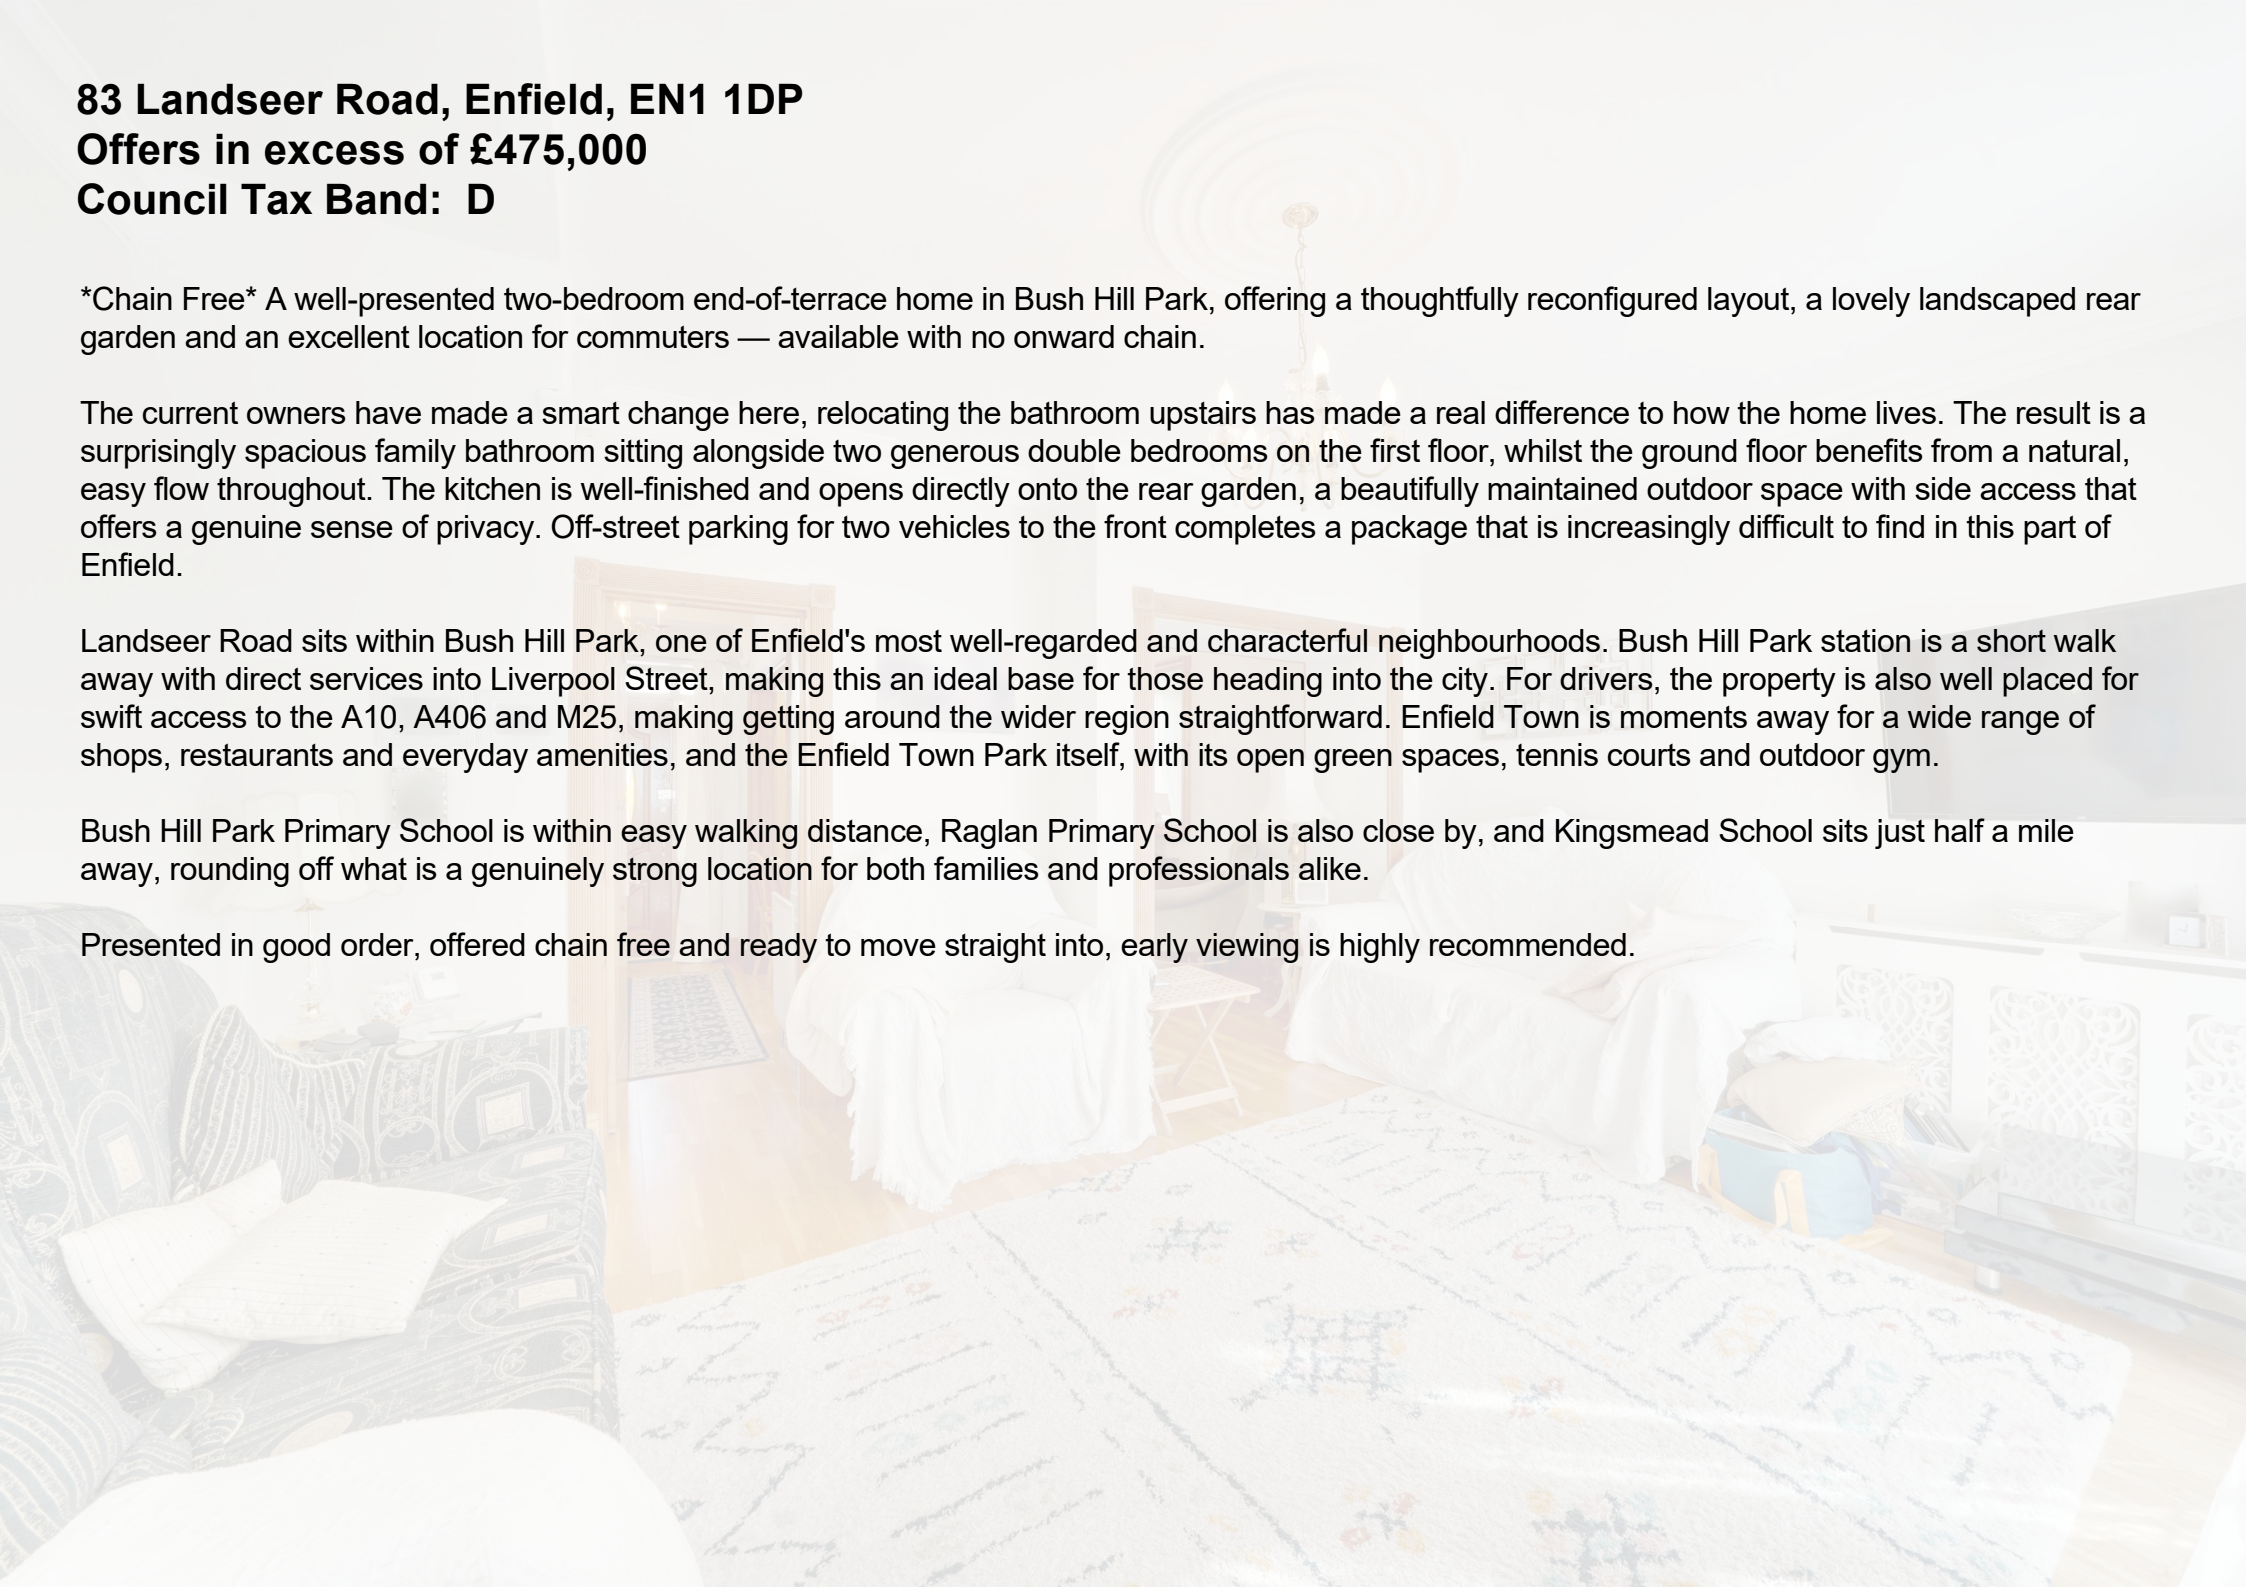 83 Landseer Road, Enfield, EN1 1DP
Offers in excess of £475,000
Council Tax Band:  D
*Chain Free* A well-presented two-bedroom end-of-terrace home in Bush Hill Park, offering a thoughtfully reconfigured layout, a lovely landscaped rear
garden and an excellent location for commuters — available with no onward chain.
The current owners have made a smart change here, relocating the bathroom upstairs has made a real difference to how the home lives. The result is a
surprisingly spacious family bathroom sitting alongside two generous double bedrooms on the first floor, whilst the ground floor benefits from a natural,
easy flow throughout. The kitchen is well-finished and opens directly onto the rear garden, a beautifully maintained outdoor space with side access that
offers a genuine sense of privacy. Off-street parking for two vehicles to the front completes a package that is increasingly difficult to find in this part of
Enfield.
Landseer Road sits within Bush Hill Park, one of Enfield's most well-regarded and characterful neighbourhoods. Bush Hill Park station is a short walk
away with direct services into Liverpool Street, making this an ideal base for those heading into the city. For drivers, the property is also well placed for
swift access to the A10, A406 and M25, making getting around the wider region straightforward. Enfield Town is moments away for a wide range of
shops, restaurants and everyday amenities, and the Enfield Town Park itself, with its open green spaces, tennis courts and outdoor gym.
Bush Hill Park Primary School is within easy walking distance, Raglan Primary School is also close by, and Kingsmead School sits just half a mile
away, rounding off what is a genuinely strong location for both families and professionals alike.
Presented in good order, offered chain free and ready to move straight into, early viewing is highly recommended.